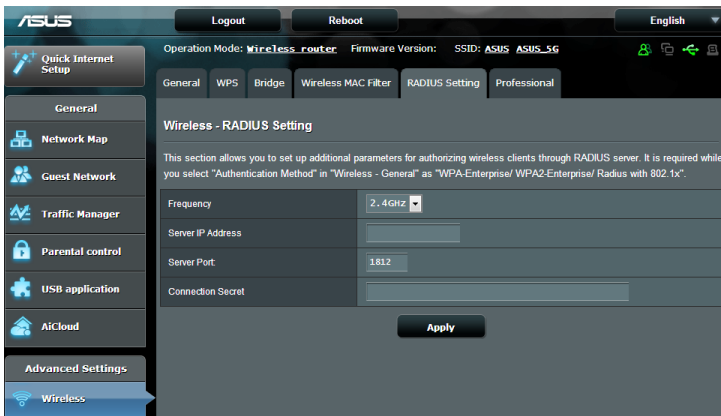 ASUS
Logout
Reboot
English
Quick Internet
Setup
Operation Mode: Wireless router Firmware Version: SSID: ASUS ASUS_5G
General
WPS
Bridge
Wireless MAC Filter
RADIUS Setting
Professional
General
Network Map
Guest Network
Traffic Manager
Parental control
USB application
AiCloud
Advanced Settings
Wireless
Wireless - RADIUS Setting
This section allows you to set up additional parameters for authorizing wireless clients through RADIUS server. It is required while
you select "Authentication Method" in "Wireless - General" as "WPA-Enterprise/ WPA2-Enterprise/ Radius with 802.1x".
Frequency 2.4GHz
Server IP Address
Server Port: 1812
Connection Secret
Apply